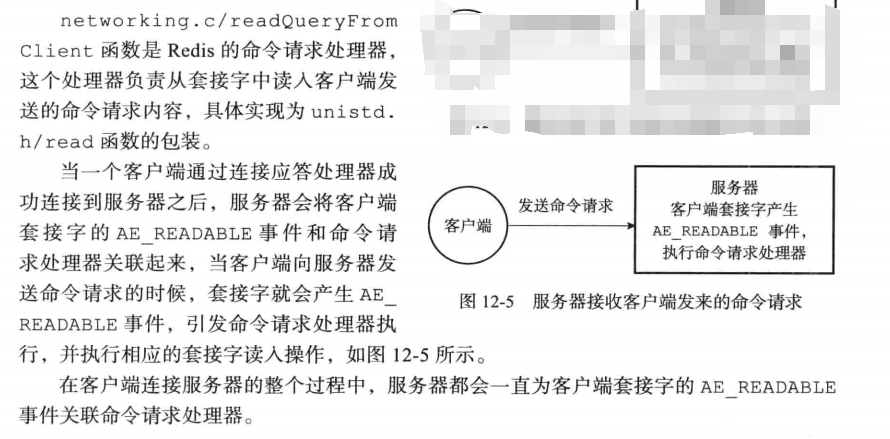 networking.c/readQueryFrom
Client 函数是 Redis 的命令请求处理器，
这个处理器负责从套接字中读入客户端发
送的命令请求内容，具体实现为 unistd.
h/read 函数的包装。
当一个客户端通过连接应答处理器成
功连接到服务器之后，服务器会将客户端
套接字的 AE_READABLE 事件和命令请
求处理器关联起来，当客户端向服务器发
送命令请求的时候，套接字就会产生 AE_
READABLE 事件，引发命令请求处理器执
行，并执行相应的套接字读入操作，如图 12-5 所示。
客户端
发送命令请求
服务器
客户端套接字产生
AE_READABLE 事件，
执行命令请求处理器
图 12-5 服务器接收客户端发来的命令请求
在客户端连接服务器的整个过程中，服务器都会一直为客户端套接字的 AE_READABLE
事件关联命令请求处理器。